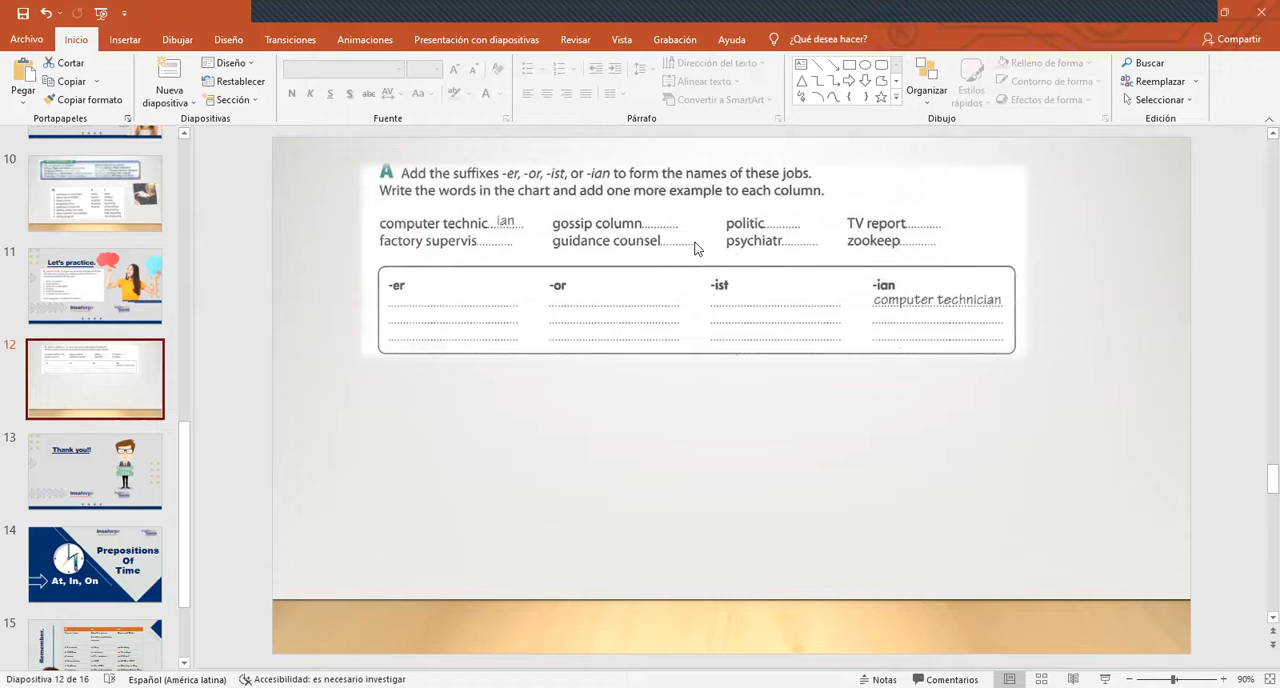 Archivo Inicio Insertar Dibujar Diseño Transiciones Animaciones Presentación con diapositivas Revisar Vista Grabación Ayuda ¿Qué desea hacer? Compartir
Pegar
Cortar
Copiar
Copiar formato
Portapapeles
Nueva diapositiva
Diseño
Restablecer
Sección
Diapositivas
N K S S abc AV Aa A
Fuente
Dirección del texto
Alinear texto
Convertir a SmartArt
Párrafo
Organizar
Estilos rápidos
Relleno de forma
Contorno de forma
Efectos de forma
Dibujo
Buscar
Reemplazar
Seleccionar
Edición
10
11
Let's practice.
12
13
Thank you!!
14
Prepositions
Of
Time
At, In, On
15
Remember.
A Add the suffixes -er, -or, -ist, or -ian to form the names of these jobs.
Write the words in the chart and add one more example to each column.
computer technic...ian... gossip column............ politic............ TV report............
factory supervis............ guidance counsel............ psychiatr............ zookeep............
-er -or -ist -ian
computer technician
Diapositiva 12 de 16 Español (América latina) Accesibilidad: es necesario investigar Notas Comentarios 90%